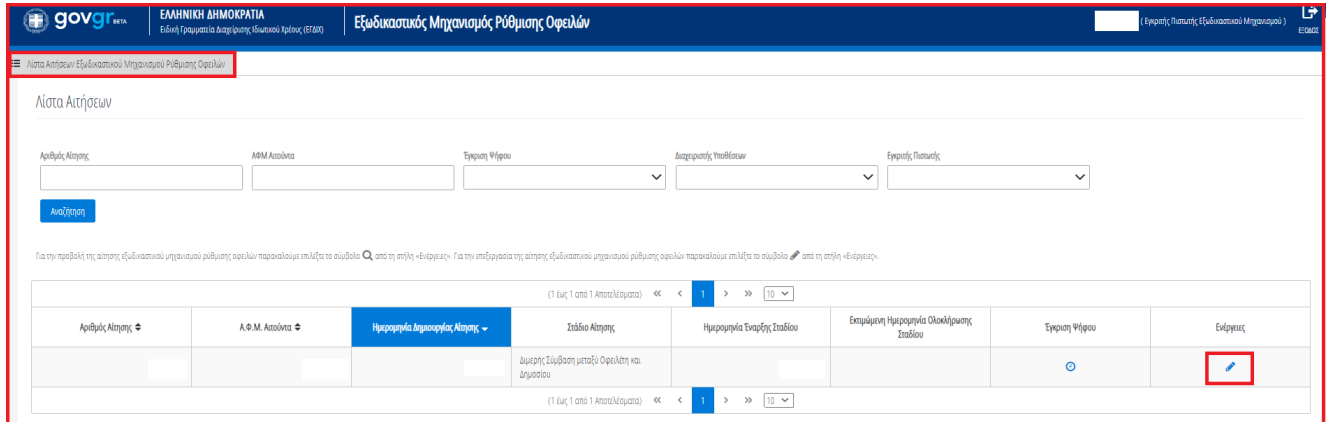 govgr BETA
ΕΛΛΗΝΙΚΗ ΔΗΜΟΚΡΑΤΙΑ
Ειδική Γραμματεία Διαχείρισης Ιδιωτικού Χρέους (ΕΓΔΙΧ)
Εξωδικαστικός Μηχανισμός Ρύθμισης Οφειλών
( Εγκριτής Πιστωτής Εξωδικαστικού Μηχανισμού )
ΕΞΟΔΟΣ
Λίστα Αιτήσεων Εξωδικαστικού Μηχανισμού Ρύθμισης Οφειλών
Λίστα Αιτήσεων
Αριθμός Αίτησης ΑΦΜ Αιτούντα Έγκριση Ψήφου Διαχειριστής Υποθέσεων Εγκριτής Πιστωτής
Αναζήτηση
Για την προβολή της αίτησης εξωδικαστικού μηχανισμού ρύθμισης οφειλών παρακαλούμε επιλέξτε το σύμβολο από τη στήλη «Ενέργειες». Για την επεξεργασία της αίτησης εξωδικαστικού μηχανισμού ρύθμισης οφειλών παρακαλούμε επιλέξτε το σύμβολο από τη στήλη «Ενέργειες».
(1 έως 1 από 1 Αποτελέσματα) 1 10
Αριθμός Αίτησης Α.Φ.Μ. Αιτούντα Ημερομηνία Δημιουργίας Αίτησης Στάδιο Αίτησης Ημερομηνία Έναρξης Σταδίου Εκτιμώμενη Ημερομηνία Ολοκλήρωσης Σταδίου Έγκριση Ψήφου Ενέργειες
Διμερής Σύμβαση μεταξύ Οφειλέτη και
Δημοσίου
(1 έως 1 από 1 Αποτελέσματα) 1 10